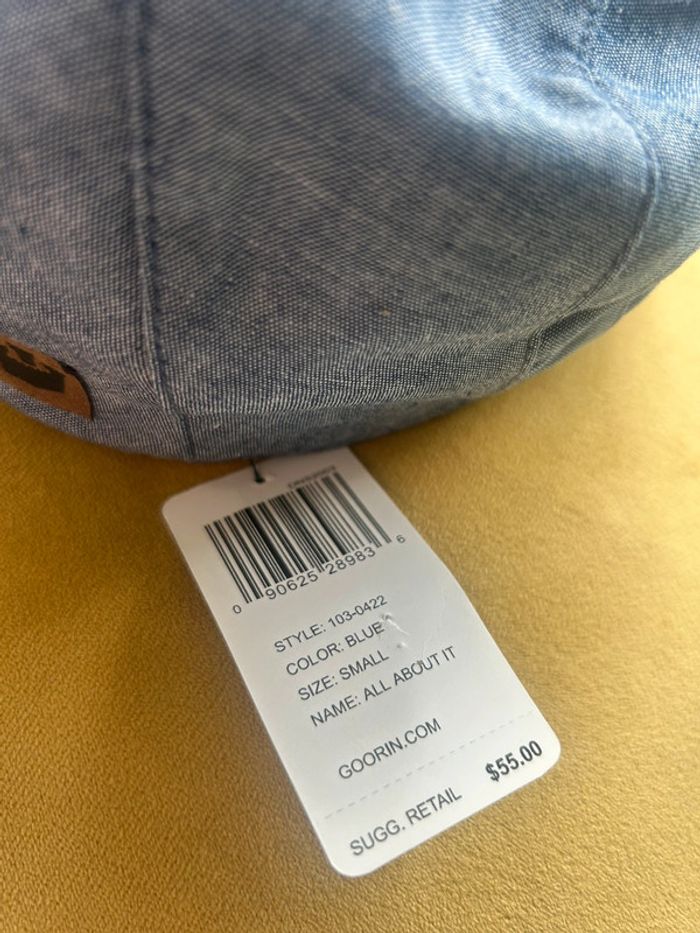 0 90625 28983 6
STYLE: 103-0422
COLOR: BLUE
SIZE: SMALL
NAME: ALL ABOUT IT
GOORIN.COM
SUGG. RETAIL $55.00